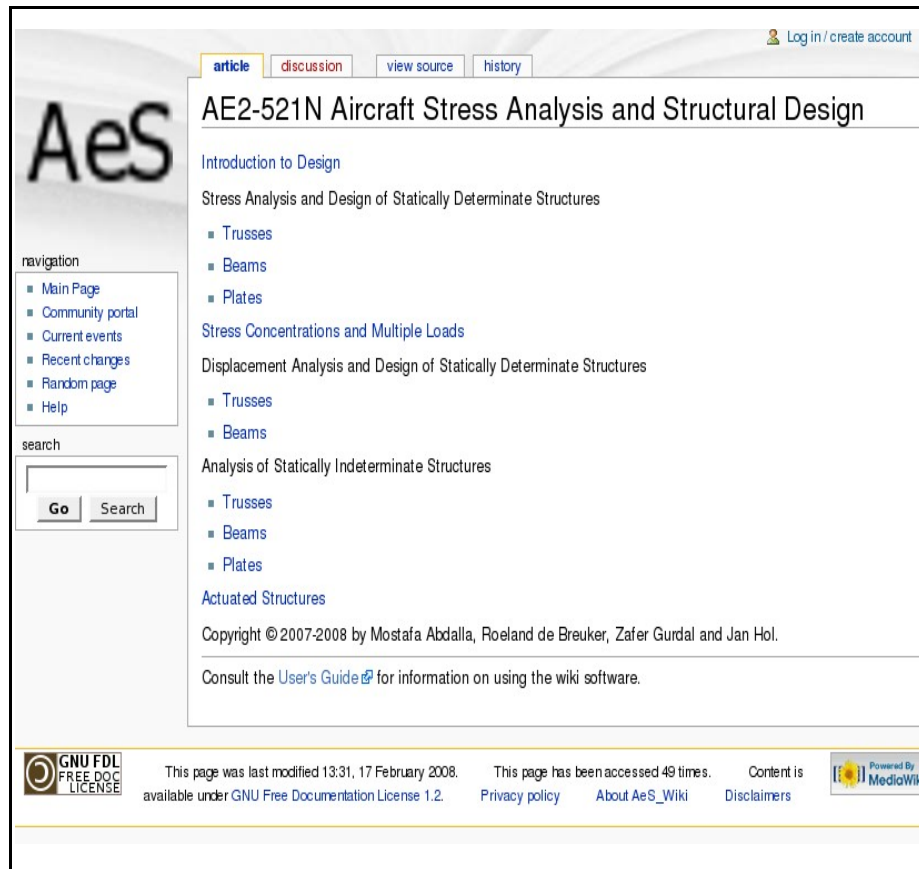 Log in / create account
article discussion view source history
AeS
AE2-521N Aircraft Stress Analysis and Structural Design
Introduction to Design
Stress Analysis and Design of Statically Determinate Structures
Trusses
Beams
Plates
Stress Concentrations and Multiple Loads
Displacement Analysis and Design of Statically Determinate Structures
Trusses
Beams
Analysis of Statically Indeterminate Structures
Trusses
Beams
Plates
Actuated Structures
Copyright © 2007-2008 by Mostafa Abdalla, Roeland de Breuker, Zafer Gurdal and Jan Hol.
Consult the User's Guide for information on using the wiki software.
navigation
Main Page
Community portal
Current events
Recent changes
Random page
Help
search
Go Search
GNU FDL
FREE DOC
LICENSE
This page was last modified 13:31, 17 February 2008. This page has been accessed 49 times. Content is
available under GNU Free Documentation License 1.2. Privacy policy About AeS_Wiki Disclaimers
Powered By
MediaWik